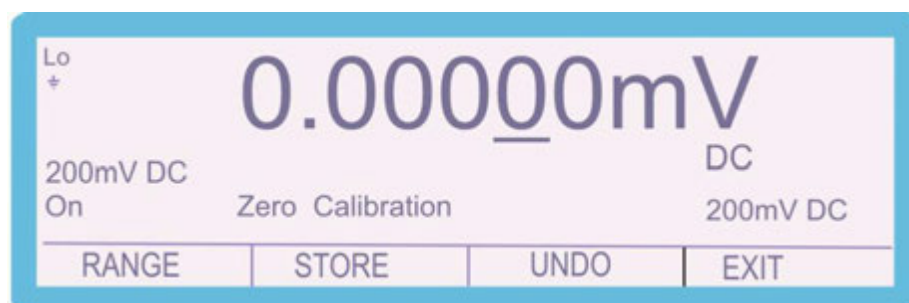 Lo
0.00000mV
DC
200mV DC
On Zero Calibration 200mV DC
RANGE STORE UNDO EXIT